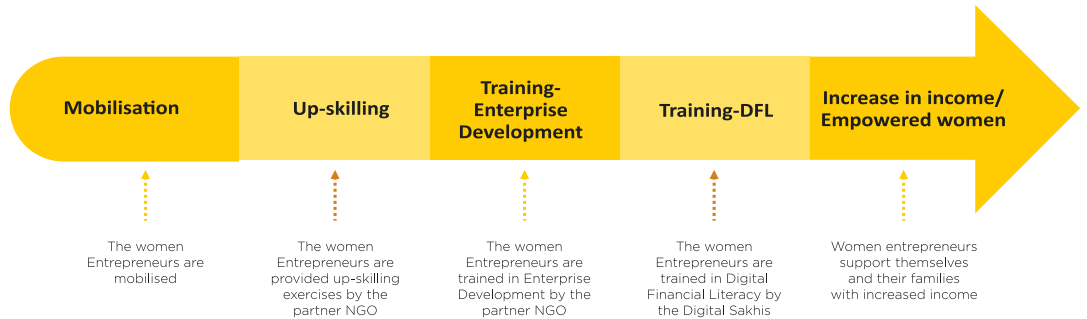 Mobilisation
Up-skilling
Training-
Enterprise
Development
Training-DFL
Increase in income/
Empowered women
The women
Entrepreneurs are
mobilised
The women
Entrepreneurs are
provided up-skilling
exercises by the
partner NGO
The women
Entrepreneurs are
trained in Enterprise
Development by the
partner NGO
The women
Entrepreneurs are
trained in Digital
Financial Literacy by
the Digital Sakhis
Women entrepreneurs
support themselves
and their families
with increased income